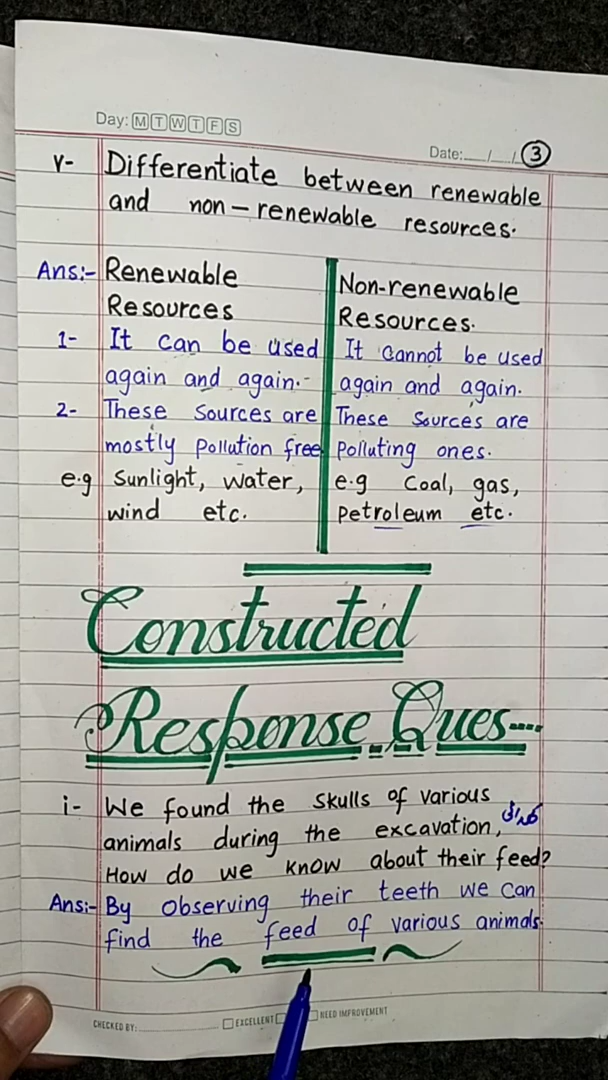 Day: M T W T F S
Date:__/__/__ 3
v- Differentiate between renewable
and non-renewable resources.
Ans:- Renewable
Resources
1- It can be used
again and again.-
2- These Sources are
mostly Pollution free
e.g Sunlight, water,
wind etc.
Non-renewable
Resources.
It cannot be used
again and again.
These Sources are
polluting ones.
e.g Coal, gas,
petroleum etc.
Constructed
Response Ques....
i- We found the Skulls of various
animals during the excavation,
How do we know about their feed?
Ans:- By observing their teeth we can
find the feed of various animals.
CHECKED BY:
EXCELLENT
NEED IMPROVEMENT